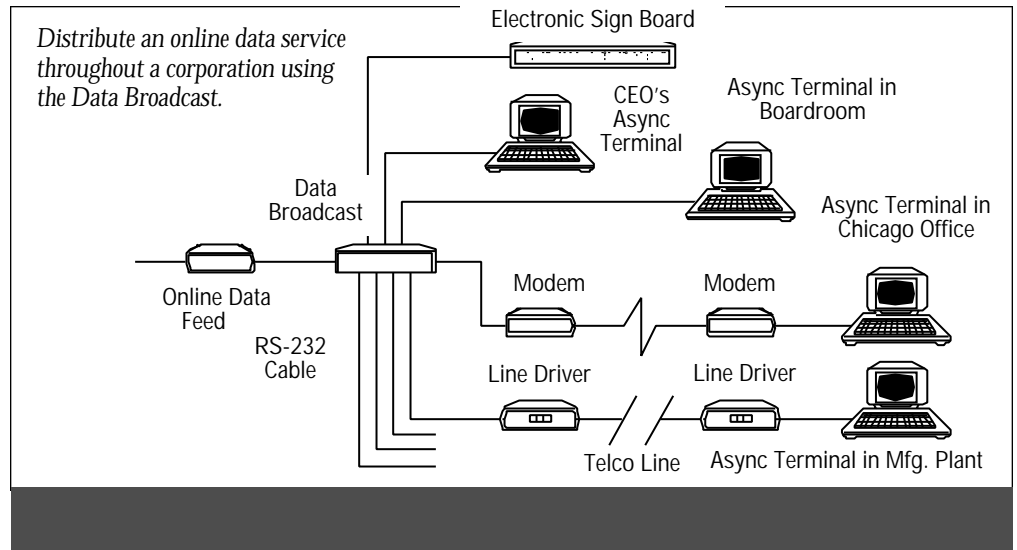 Distribute an online data service
throughout a corporation using
the Data Broadcast.
Electronic Sign Board
CEO's
Async
Terminal
Async Terminal in
Boardroom
Data
Broadcast
Async Terminal in
Chicago Office
Online Data
Feed
Modem
Modem
RS-232
Cable
Line Driver
Line Driver
Telco Line
Async Terminal in Mfg. Plant